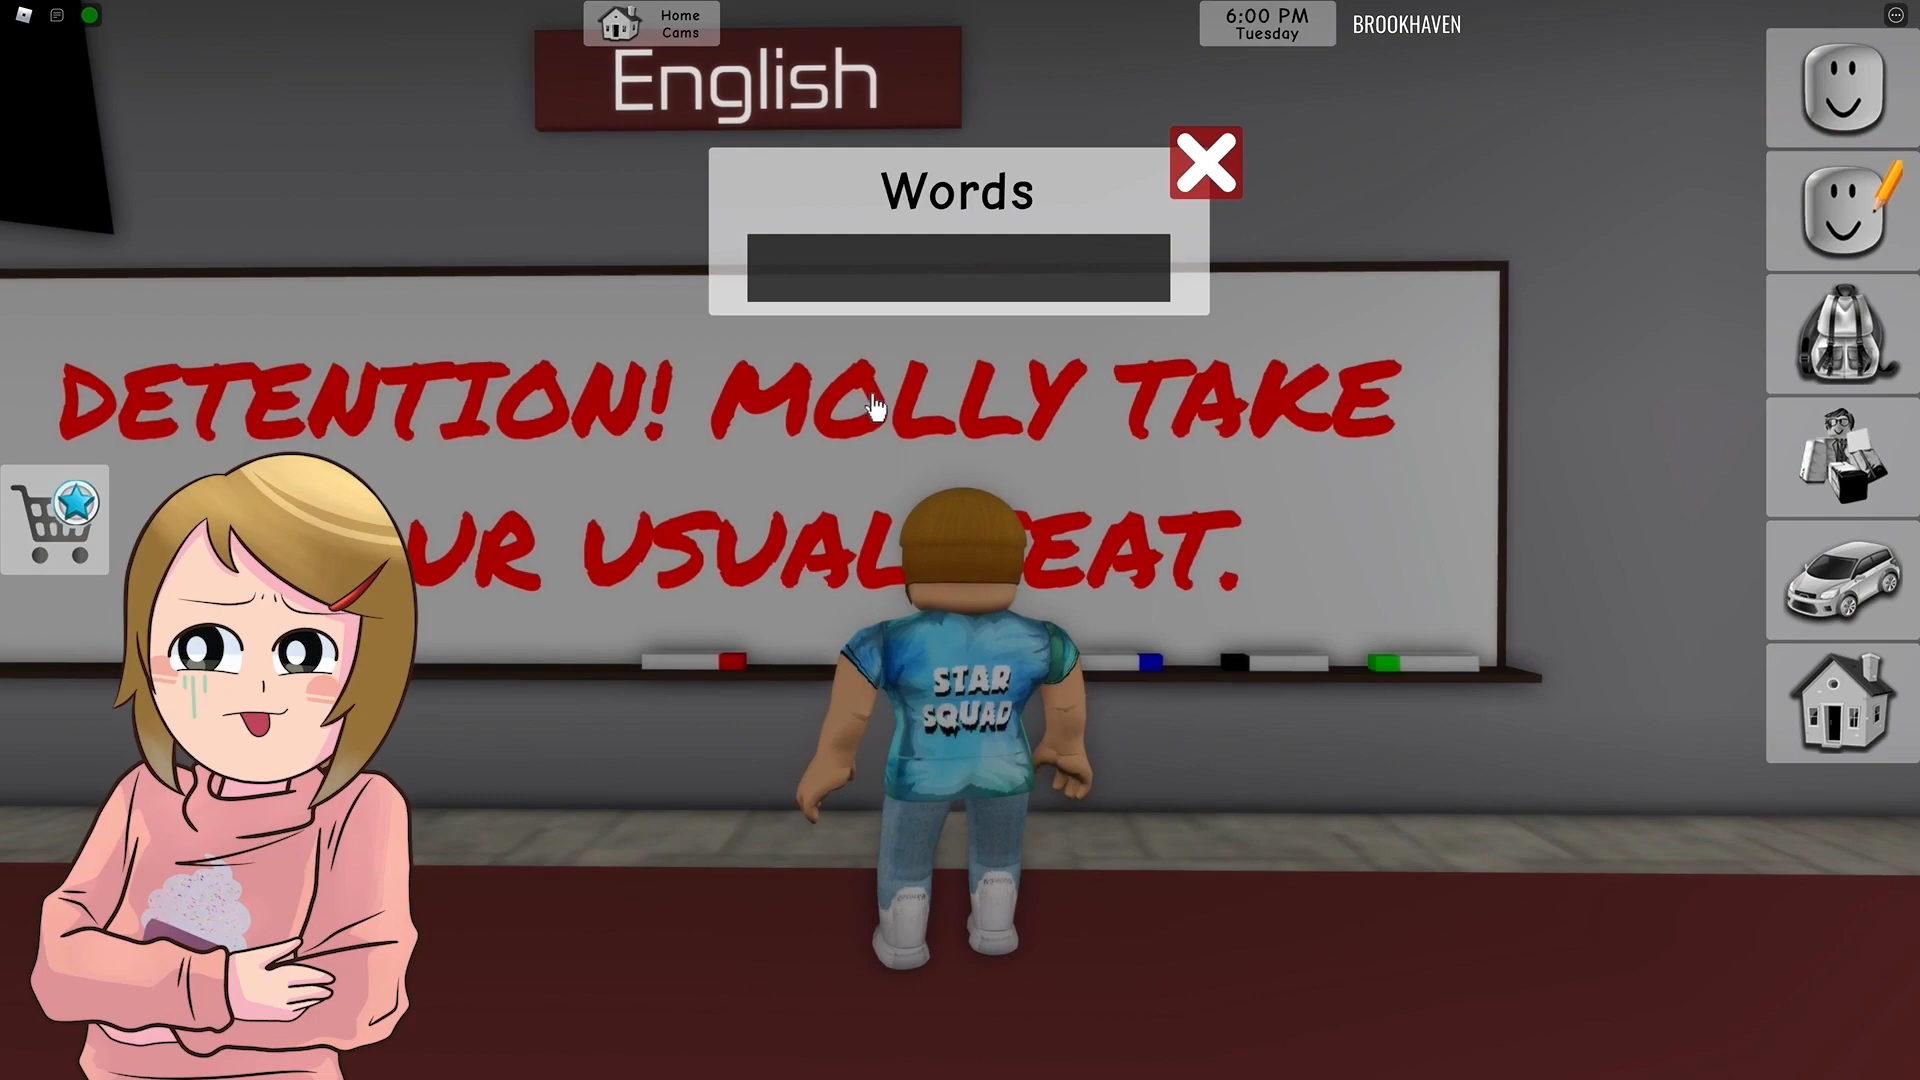 Home
Cams
6:00 PM
Tuesday
BROOKHAVEN
English
Words
DETENTION! MOLLY TAKE
UR USUAL EAT.
STAR
SQUAD